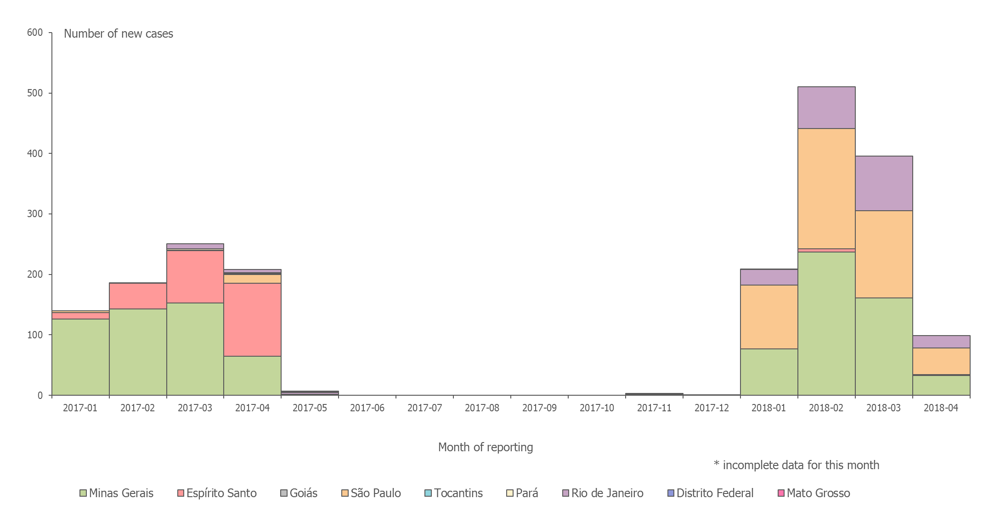 Number of new cases
600
500
400
300
200
100
0
2017-01 2017-02 2017-03 2017-04 2017-05 2017-06 2017-07 2017-08 2017-09 2017-10 2017-11 2017-12 2018-01 2018-02 2018-03 2018-04
Month of reporting
* incomplete data for this month
Minas Gerais Espírito Santo Goiás São Paulo Tocantins Pará Rio de Janeiro Distrito Federal Mato Grosso